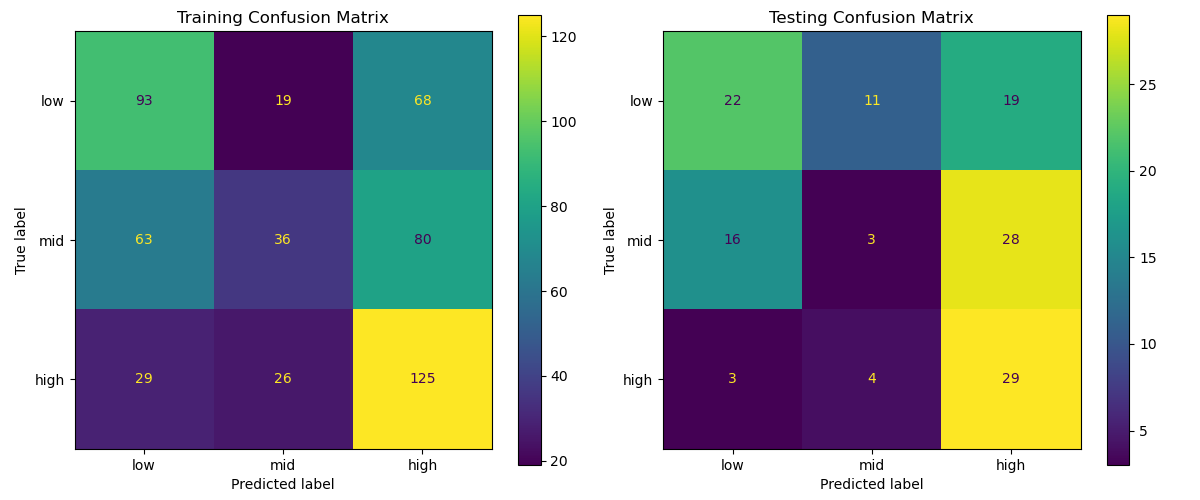 Training Confusion Matrix
low 93 19 68
mid 63 36 80
high 29 26 125
low mid high
Predicted label
True label
120
100
80
60
40
20
Testing Confusion Matrix
low 22 11 19
mid 16 3 28
high 3 4 29
low mid high
Predicted label
True label
25
20
15
10
5